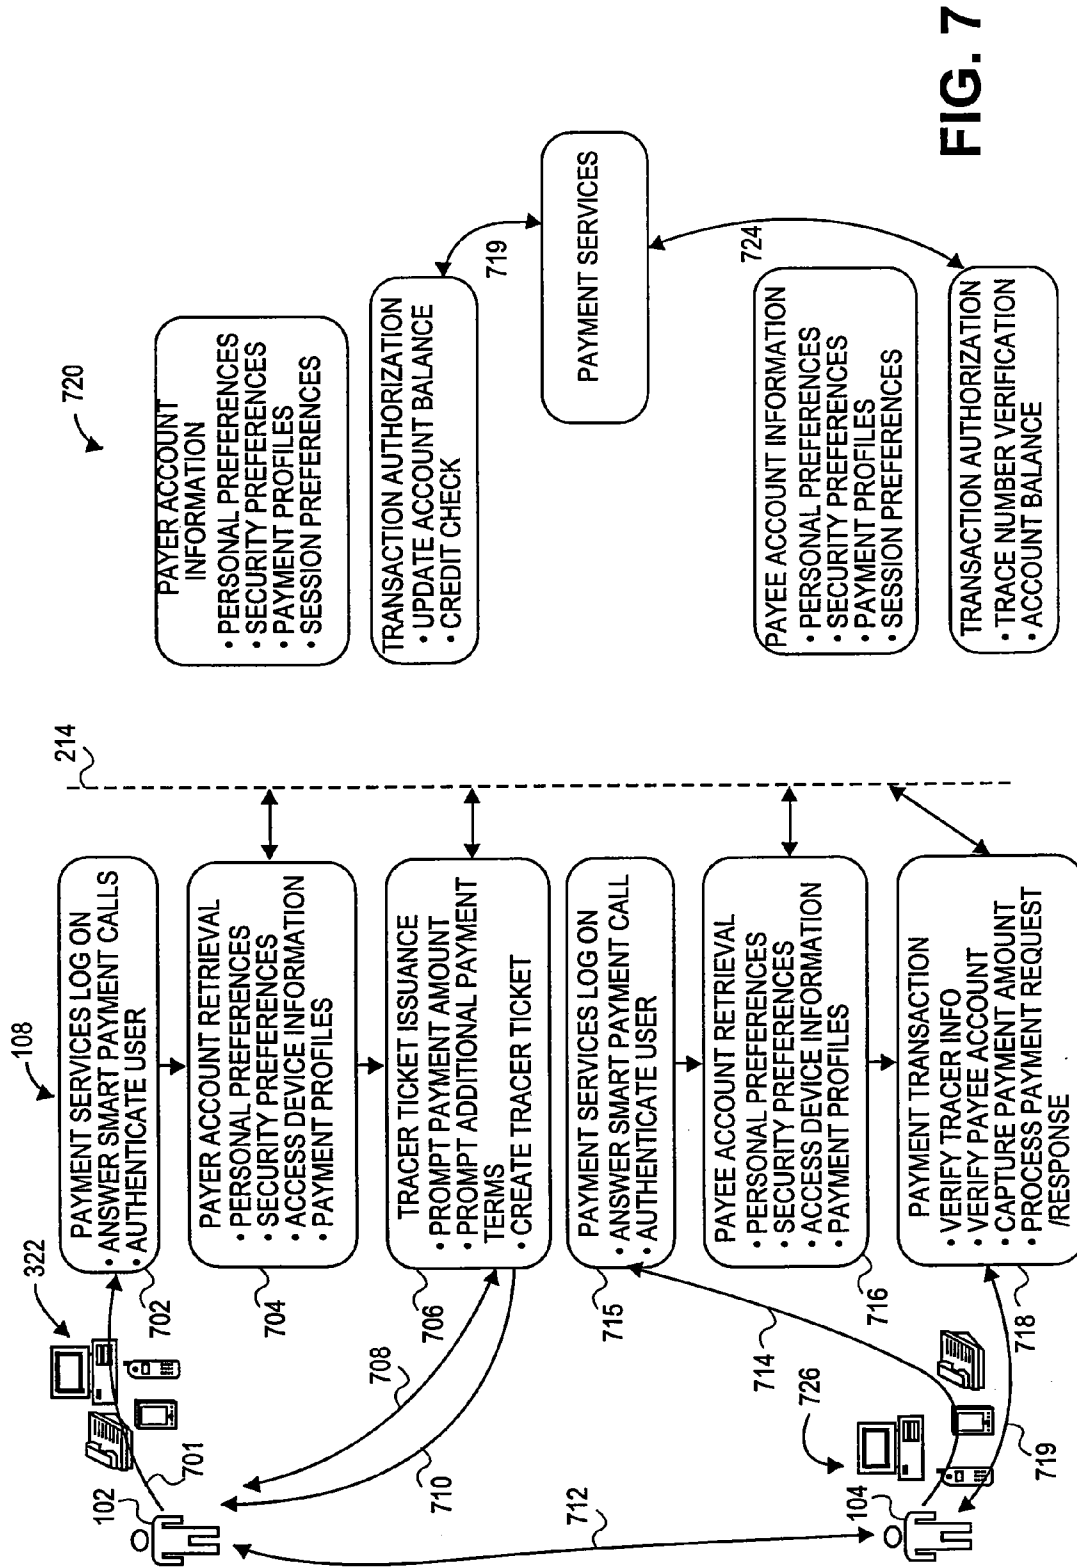 108
322
PAYMENT SERVICES LOG ON
• ANSWER SMART PAYMENT CALLS
• AUTHENTICATE USER
702
701
102
PAYER ACCOUNT RETRIEVAL
• PERSONAL PREFERENCES
• SECURITY PREFERENCES
• ACCESS DEVICE INFORMATION
• PAYMENT PROFILES
704
TRACER TICKET ISSUANCE
• PROMPT PAYMENT AMOUNT
• PROMPT ADDITIONAL PAYMENT
TERMS
• CREATE TRACER TICKET
706
708
710
712
PAYMENT SERVICES LOG ON
• ANSWER SMART PAYMENT CALL
• AUTHENTICATE USER
715
714
PAYEE ACCOUNT RETRIEVAL
• PERSONAL PREFERENCES
• SECURITY PREFERENCES
• ACCESS DEVICE INFORMATION
• PAYMENT PROFILES
716
726
104
PAYMENT TRANSACTION
• VERIFY TRACER INFO
• VERIFY PAYEE ACCOUNT
• CAPTURE PAYMENT AMOUNT
• PROCESS PAYMENT REQUEST
/RESPONSE
718
719
214
720
PAYER ACCOUNT
INFORMATION
• PERSONAL PREFERENCES
• SECURITY PREFERENCES
• PAYMENT PROFILES
• SESSION PREFERENCES
TRANSACTION AUTHORIZATION
• UPDATE ACCOUNT BALANCE
• CREDIT CHECK
719
PAYMENT SERVICES
724
PAYEE ACCOUNT INFORMATION
• PERSONAL PREFERENCES
• SECURITY PREFERENCES
• PAYMENT PROFILES
• SESSION PREFERENCES
TRANSACTION AUTHORIZATION
• TRACE NUMBER VERIFICATION
• ACCOUNT BALANCE
FIG. 7